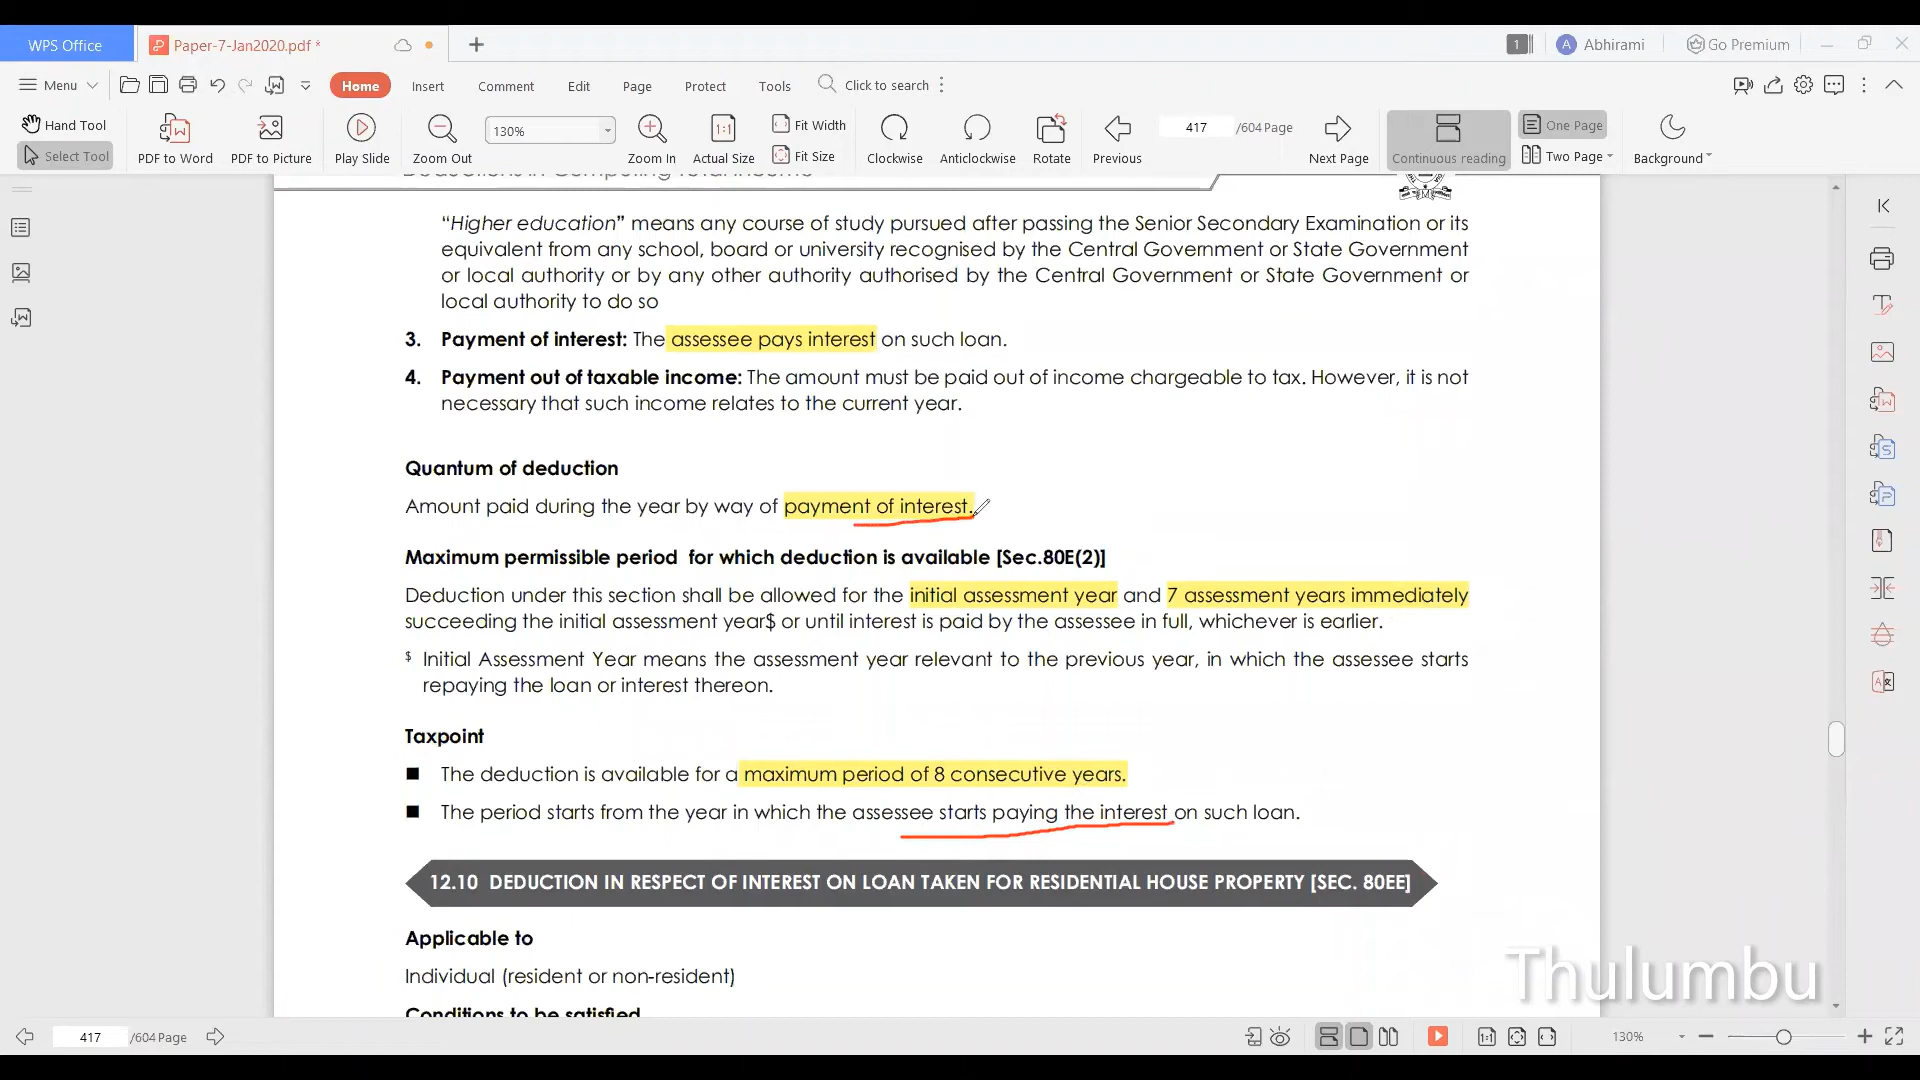 WPS Office
Paper-7-Jan2020.pdf *
1
A Abhirami
Go Premium
Menu
Home
Insert
Comment
Edit
Page
Protect
Tools
Click to search
Hand Tool
Select Tool
PDF to Word
PDF to Picture
Play Slide
Zoom Out
130%
Zoom In
1:1
Actual Size
Fit Width
Fit Size
Clockwise
Anticlockwise
Rotate
Previous
417 /604 Page
Next Page
Continuous reading
One Page
Two Page
Background
Deductions in Computing Total Income
“Higher education” means any course of study pursued after passing the Senior Secondary Examination or its
equivalent from any school, board or university recognised by the Central Government or State Government
or local authority or by any other authority authorised by the Central Government or State Government or
local authority to do so
3. Payment of interest: The assessee pays interest on such loan.
4. Payment out of taxable income: The amount must be paid out of income chargeable to tax. However, it is not
necessary that such income relates to the current year.
Quantum of deduction
Amount paid during the year by way of payment of interest.
Maximum permissible period for which deduction is available [Sec.80E(2)]
Deduction under this section shall be allowed for the initial assessment year and 7 assessment years immediately
succeeding the initial assessment year$ or until interest is paid by the assessee in full, whichever is earlier.
$ Initial Assessment Year means the assessment year relevant to the previous year, in which the assessee starts
repaying the loan or interest thereon.
Taxpoint
■ The deduction is available for a maximum period of 8 consecutive years.
■ The period starts from the year in which the assessee starts paying the interest on such loan.
12.10 DEDUCTION IN RESPECT OF INTEREST ON LOAN TAKEN FOR RESIDENTIAL HOUSE PROPERTY [SEC. 80EE]
Applicable to
Individual (resident or non-resident)
Conditions to be satisfied
Thulumbu
417 /604 Page
1:1
130%